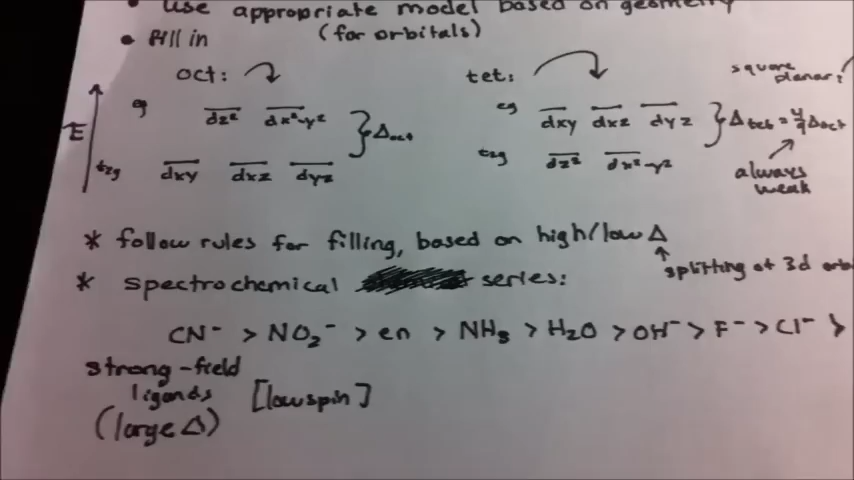 • use appropriate model based on geometry
• fill in (for orbitals)
oct: tet: square planar:
E
eg dz² dx²-y² } Δoct
t2g dxy dxz dyz
eg dxy dxz dyz } Δtet = 4/9 Δoct
t2g dz² dx²-y²
always weak
* follow rules for filling, based on high/low Δ
splitting of 3d orb
* spectrochemical series:
CN⁻ > NO₂⁻ > en > NH₃ > H₂O > OH⁻ > F⁻ > Cl⁻ >
strong-field
ligands [low spin]
(large Δ)